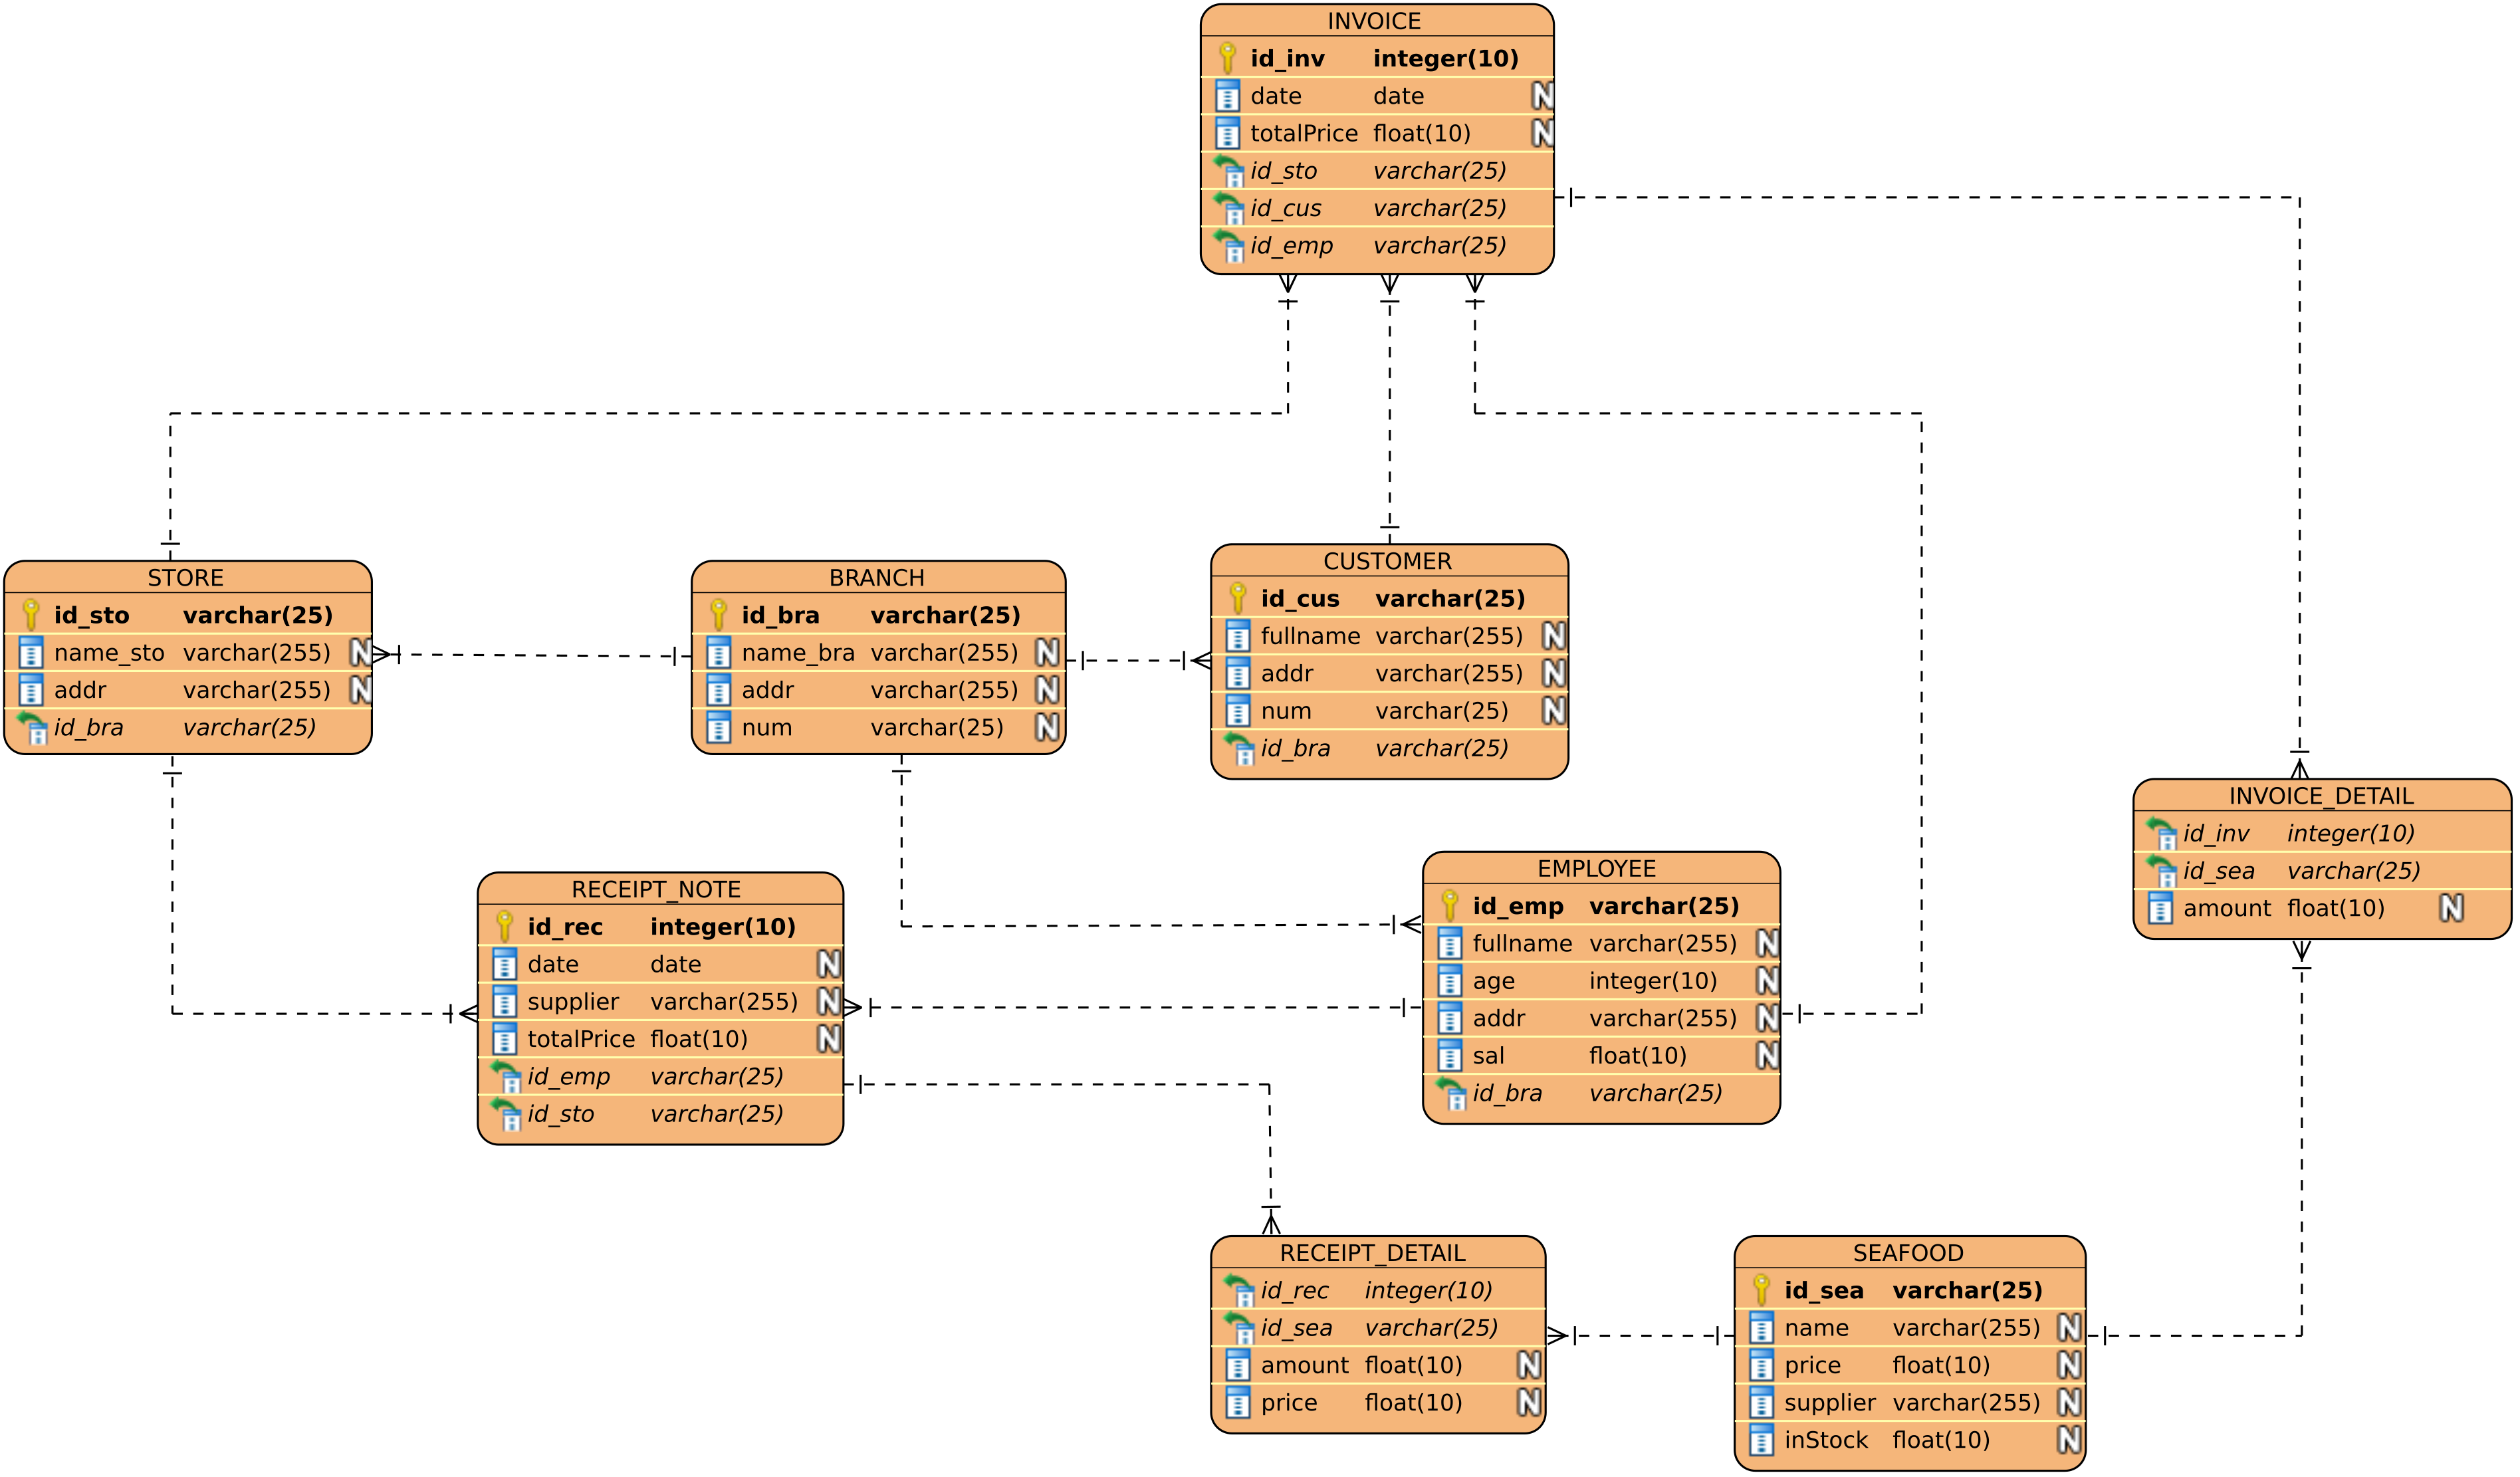 INVOICE
id_inv integer(10)
date date N
totalPrice float(10) N
id_sto varchar(25)
id_cus varchar(25)
id_emp varchar(25)
STORE
id_sto varchar(25)
name_sto varchar(255) N
addr varchar(255) N
id_bra varchar(25)
BRANCH
id_bra varchar(25)
name_bra varchar(255) N
addr varchar(255) N
num varchar(25) N
CUSTOMER
id_cus varchar(25)
fullname varchar(255) N
addr varchar(255) N
num varchar(25) N
id_bra varchar(25)
INVOICE_DETAIL
id_inv integer(10)
id_sea varchar(25)
amount float(10) N
RECEIPT_NOTE
id_rec integer(10)
date date N
supplier varchar(255) N
totalPrice float(10) N
id_emp varchar(25)
id_sto varchar(25)
EMPLOYEE
id_emp varchar(25)
fullname varchar(255) N
age integer(10) N
addr varchar(255) N
sal float(10) N
id_bra varchar(25)
RECEIPT_DETAIL
id_rec integer(10)
id_sea varchar(25)
amount float(10) N
price float(10) N
SEAFOOD
id_sea varchar(25)
name varchar(255) N
price float(10) N
supplier varchar(255) N
inStock float(10) N